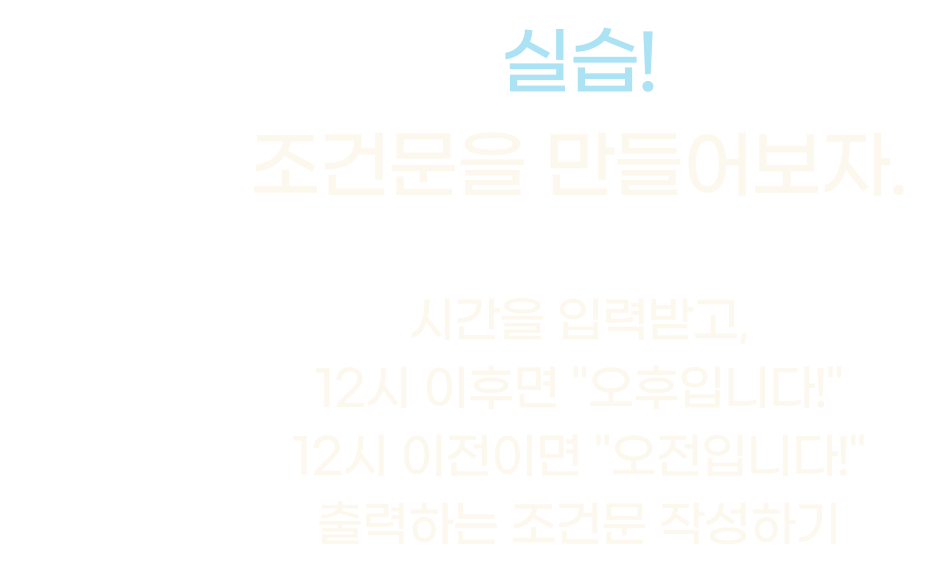 실습!
조건문을 만들어보자.
시간을 입력받고,
12시 이후면 "오후입니다!"
12시 이전이면 "오전입니다!"
출력하는 조건문 작성하기